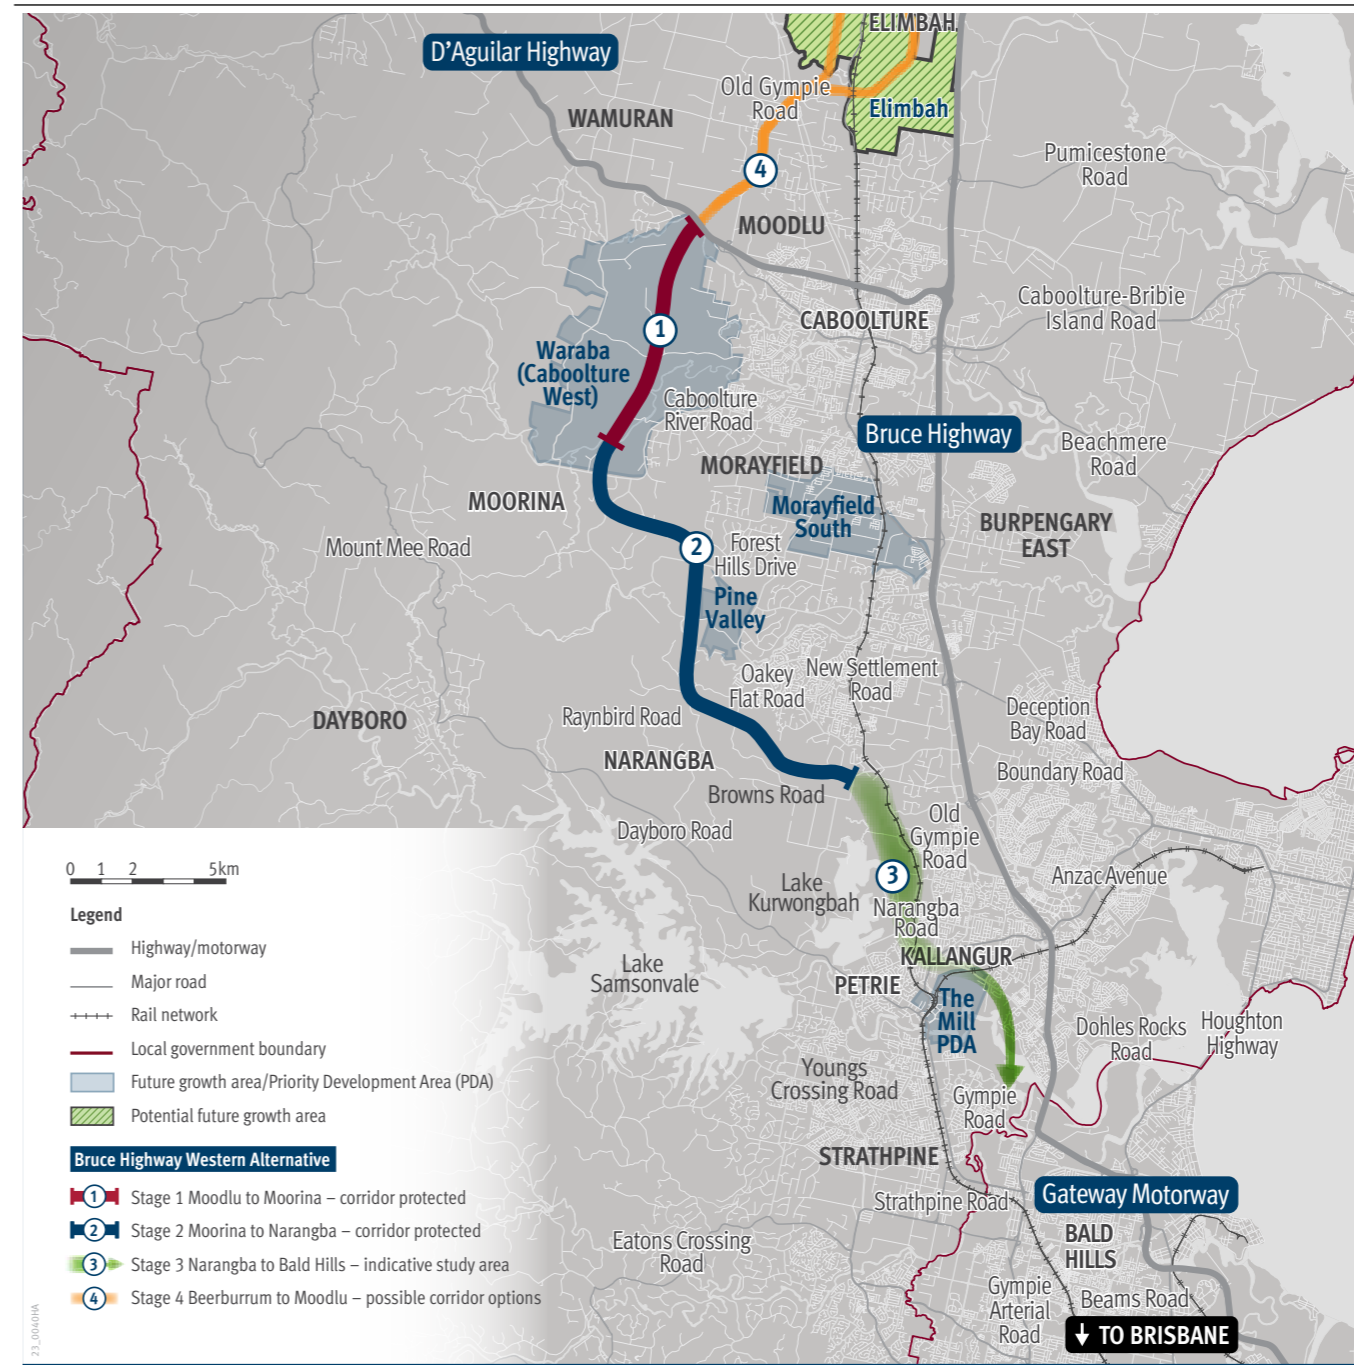 ELIMBAH
D'Aguilar Highway
Old Gympie
Road
Elimbah
WAMURAN
Pumicestone
Road
4
MOODLU
Caboolture-Bribie
Island Road
CABOOLTURE
1
Waraba
(Caboolture
West)
Caboolture
River Road
Bruce Highway
Beachmere
Road
MORAYFIELD
MOORINA
Morayfield
South
BURPENGARY
EAST
Mount Mee Road
2
Forest
Hills Drive
Pine
Valley
Oakey
Flat Road
New Settlement
Road
Deception
Bay Road
Raynbird Road
DAYBORO
NARANGBA
Boundary Road
Browns Road
Dayboro Road
Old
Gympie
Road
3
Anzac Avenue
Lake
Kurwongbah
Narangba
Road
KALLANGUR
Lake
Samsonvale
PETRIE
The
Mill
PDA
Dohles Rocks
Road
Houghton
Highway
Youngs
Crossing Road
Gympie
Road
STRATHPINE
Strathpine Road
Gateway Motorway
BALD
HILLS
Eatons Crossing
Road
Gympie
Arterial
Road
Beams Road
↓ TO BRISBANE
0 1 2 5km
Legend
Highway/motorway
Major road
Rail network
Local government boundary
Future growth area/Priority Development Area (PDA)
Potential future growth area
Bruce Highway Western Alternative
1 Stage 1 Moodlu to Moorina – corridor protected
2 Stage 2 Moorina to Narangba – corridor protected
3 Stage 3 Narangba to Bald Hills – indicative study area
4 Stage 4 Beerburrum to Moodlu – possible corridor options
23_0040HA